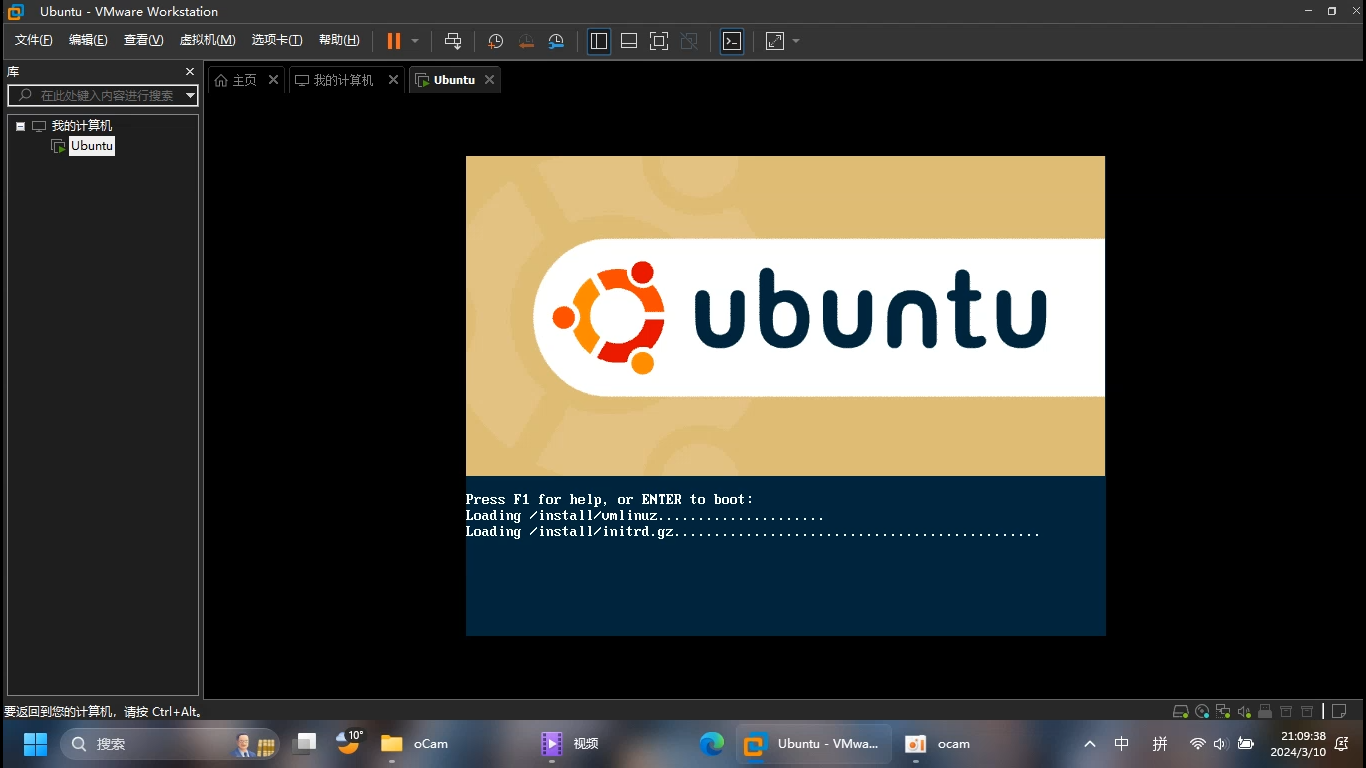 Ubuntu - VMware Workstation
文件(F) 编辑(E) 查看(V) 虚拟机(M) 选项卡(T) 帮助(H)
库
在此处键入内容进行搜索
主页 我的计算机 Ubuntu
我的计算机
Ubuntu
ubuntu
Press F1 for help, or ENTER to boot:
Loading /install/vmlinuz.....................
Loading /install/initrd.gz..............................................
要返回到您的计算机，请按 Ctrl+Alt。
搜索 10° oCam 视频 Ubuntu - VMwa... ocam 中 拼 21:09:38
2024/3/10